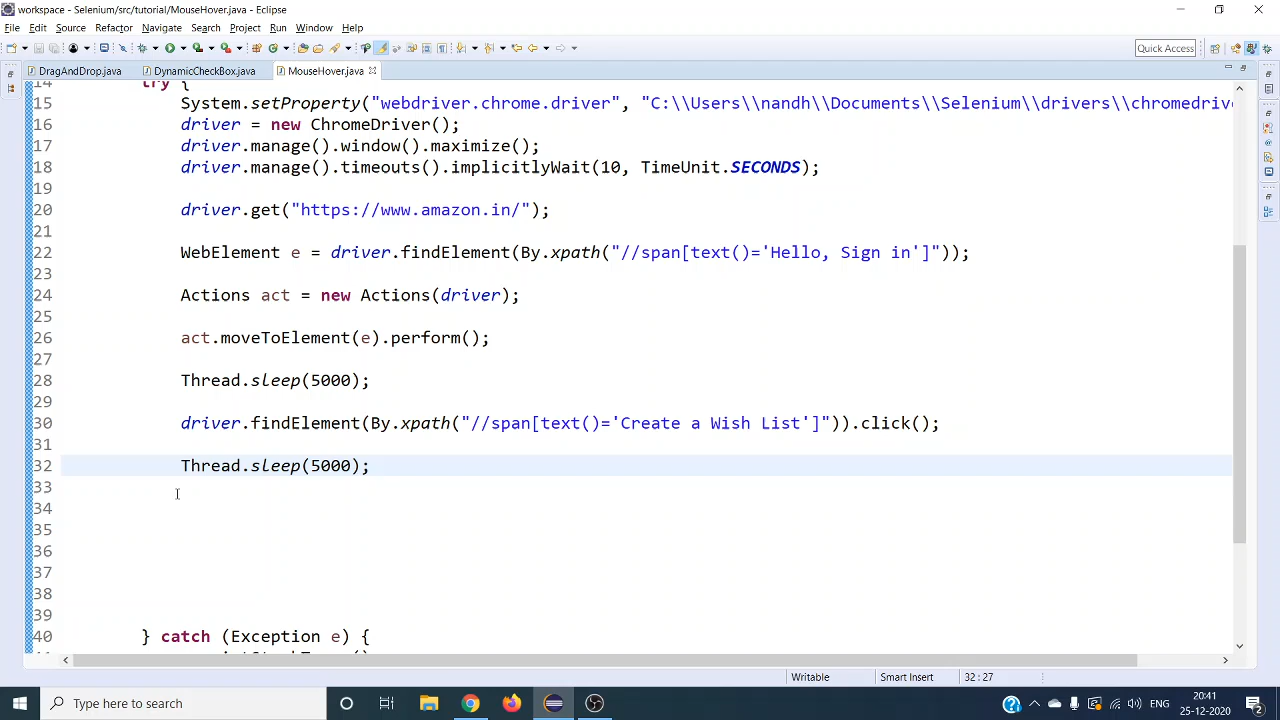 workspace - Selenium/src/tutorial/MouseHover.java - Eclipse
File Edit Source Refactor Navigate Search Project Run Window Help
Quick Access
DragAndDrop.java DynamicCheckBox.java MouseHover.java
14 try {
15 System.setProperty("webdriver.chrome.driver", "C:\\Users\\nandh\\Documents\\Selenium\\drivers\\chromedrive
16 driver = new ChromeDriver();
17 driver.manage().window().maximize();
18 driver.manage().timeouts().implicitlyWait(10, TimeUnit.SECONDS);
19
20 driver.get("https://www.amazon.in/");
21
22 WebElement e = driver.findElement(By.xpath("//span[text()='Hello, Sign in']"));
23
24 Actions act = new Actions(driver);
25
26 act.moveToElement(e).perform();
27
28 Thread.sleep(5000);
29
30 driver.findElement(By.xpath("//span[text()='Create a Wish List']")).click();
31
32 Thread.sleep(5000);
33
34
35
36
37
38
39
40 } catch (Exception e) {
Writable Smart Insert 32 : 27
Type here to search
ENG
20:41
25-12-2020
2